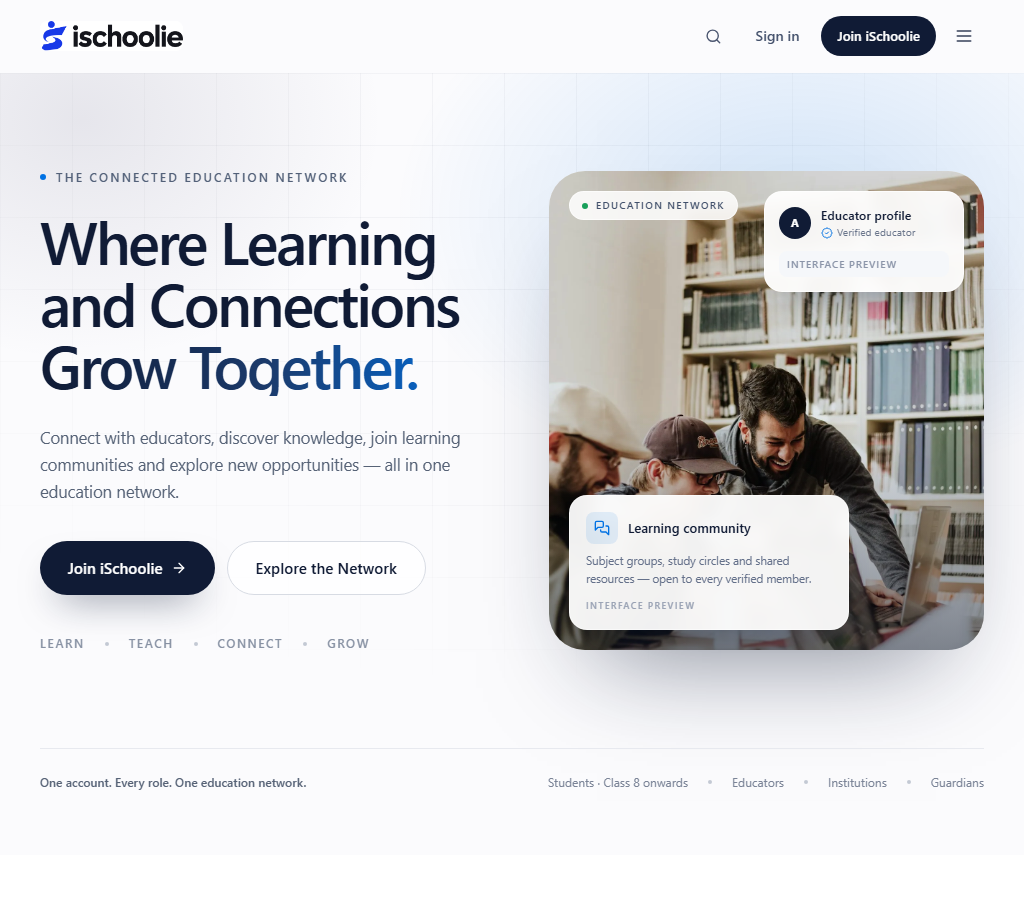 ischoolie
Sign in
Join iSchoolie
THE CONNECTED EDUCATION NETWORK
Where Learning
and Connections
Grow Together.
Connect with educators, discover knowledge, join learning
communities and explore new opportunities — all in one
education network.
Join iSchoolie
Explore the Network
LEARN • TEACH • CONNECT • GROW
EDUCATION NETWORK
A
Educator profile
Verified educator
INTERFACE PREVIEW
Learning community
Subject groups, study circles and shared
resources — open to every verified member.
INTERFACE PREVIEW
One account. Every role. One education network.
Students · Class 8 onwards • Educators • Institutions • Guardians